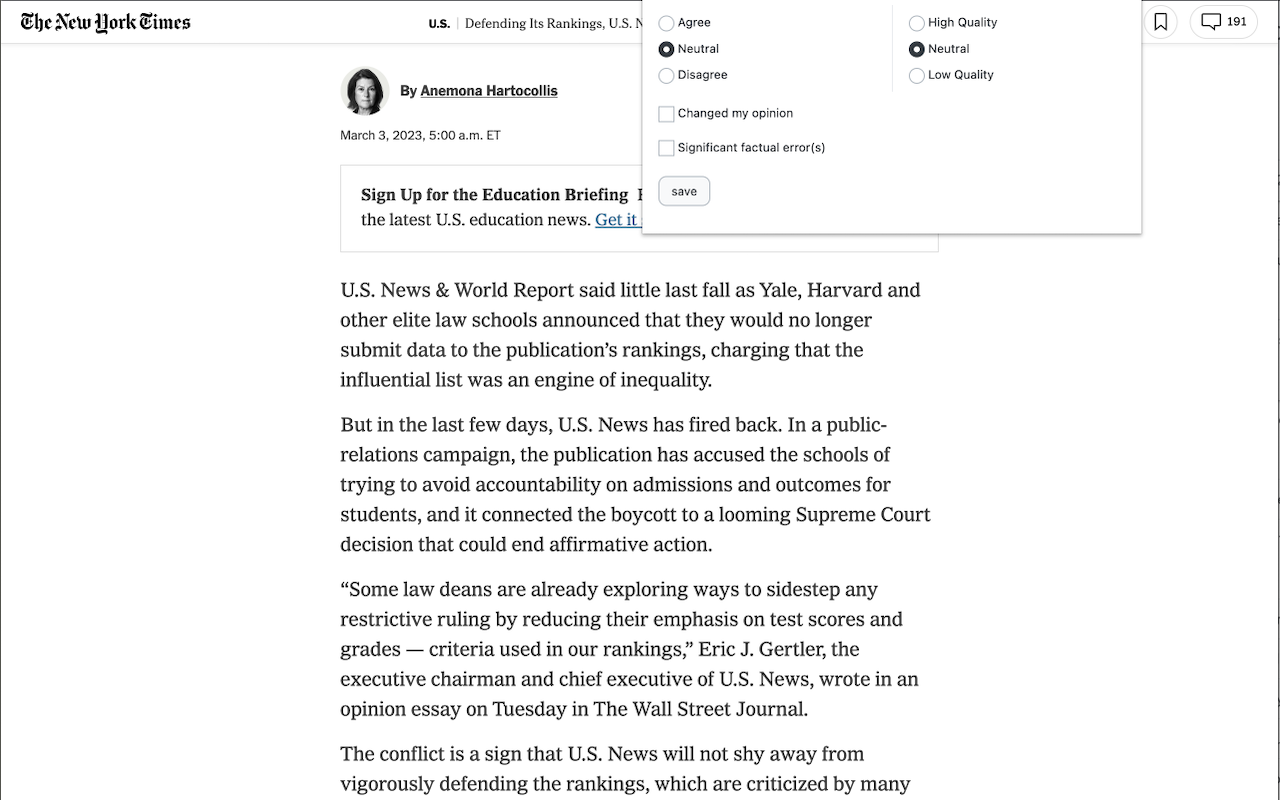 The New York Times
U.S. Defending Its Rankings, U.S.
191
Agree
Neutral
Disagree
High Quality
Neutral
Low Quality
Changed my opinion
Significant factual error(s)
save
By Anemona Hartocollis
March 3, 2023, 5:00 a.m. ET
Sign Up for the Education Briefing
the latest U.S. education news. Get it
U.S. News & World Report said little last fall as Yale, Harvard and
other elite law schools announced that they would no longer
submit data to the publication’s rankings, charging that the
influential list was an engine of inequality.
But in the last few days, U.S. News has fired back. In a public-
relations campaign, the publication has accused the schools of
trying to avoid accountability on admissions and outcomes for
students, and it connected the boycott to a looming Supreme Court
decision that could end affirmative action.
“Some law deans are already exploring ways to sidestep any
restrictive ruling by reducing their emphasis on test scores and
grades — criteria used in our rankings,” Eric J. Gertler, the
executive chairman and chief executive of U.S. News, wrote in an
opinion essay on Tuesday in The Wall Street Journal.
The conflict is a sign that U.S. News will not shy away from
vigorously defending the rankings, which are criticized by many